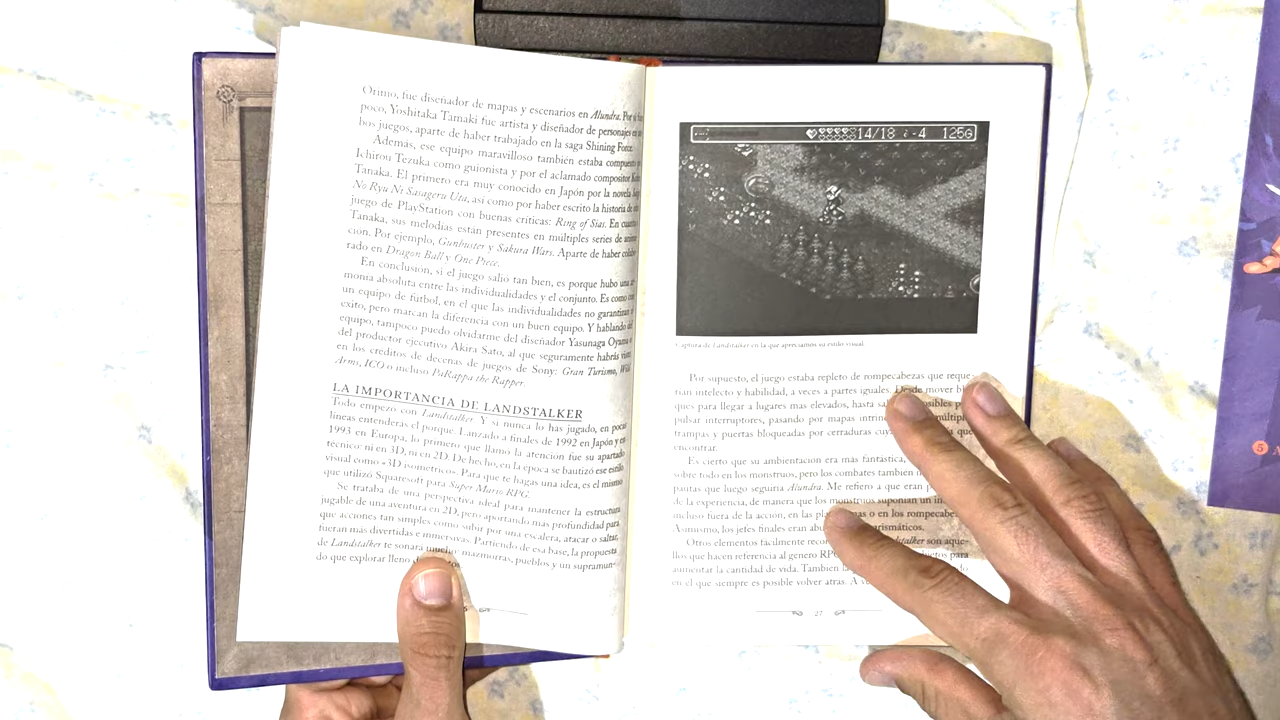 Orimo, fue diseñador de mapas y escenarios en Alundra. Por si
poco, Yoshitaka Tamaki fue artista y diseñador de personajes en
bos juegos, aparte de haber trabajado en la saga Shining Force.
Además, ese equipo maravilloso también estaba compuesto
Ichirou Tezuka como guionista y por el aclamado compositor
Tanaka. El primero era muy conocido en Japón por la novela
Ryu Ni Sasageru Uta, así como por haber escrito la historia de
juego de PlayStation con buenas críticas: Ring of Sias. En
Tanaka, sus melodías están presentes en múltiples series de
ción. Por ejemplo, Gunbuster y Sakura Wars. Aparte de haber
rado en Dragon Ball y One Piece.
En conclusión, si el juego salió tan bien, es porque hubo una
monía absoluta entre las individualidades y el conjunto. Es como
un equipo de fútbol, en el que las individualidades no garantizan
éxito, pero marcan la diferencia con un buen equipo. Y hablando
equipo, tampoco puedo olvidarme del diseñador Yasunaga Oyama
del productor ejecutivo Akira Sato, al que seguramente habrás
en los créditos de decenas de juegos de Sony: Gran Turismo, Wild
Arms, ICO o incluso PaRappa the Rapper.
LA IMPORTANCIA DE LANDSTALKER
Todo empezó con Landstalker. Y si nunca lo has jugado, en pocas
líneas entenderás el porqué. Lanzado a finales de 1992 en Japón y en
1993 en Europa, lo primero que llamó la atención fue su apartado
técnico: ni en 3D, ni en 2D. De hecho, en la época se bautizó ese estilo
visual como «3D isométrico». Para que te hagas una idea, es el mismo
que utilizó Squaresoft para Super Mario RPG.
Se trataba de una perspectiva ideal para mantener la estructura
jugable de una aventura en 2D, pero aportando más profundidad para
que acciones tan simples como subir por una escalera, atacar o saltar,
fueran más divertidas e inmersivas. Partiendo de esa base, la propuesta
de Landstalker te sonará mucho: mazmorras, pueblos y un supramun-
do que explorar lleno
14/18 -4 125G
Captura de Landstalker en la que apreciamos su estilo visual.
Por supuesto, el juego estaba repleto de rompecabezas que reque-
rían intelecto y habilidad, a veces a partes iguales. Desde mover blo
ques para llegar a lugares más elevados, hasta
pulsar interruptores, pasando por mapas
trampas y puertas bloqueadas por cerraduras
encontrar.
Es cierto que su ambientación era más fantástica,
sobre todo en los monstruos, pero los combates también
pautas que luego seguiría Alundra. Me refiero a que eran
de la experiencia, de manera que los monstruos suponían un
incluso fuera de la acción, en las o en los rompecabe-
Asimismo, los jefes finales eran carismáticos.
Otros elementos fácilmente son aque-
llos que hacen referencia al género RPG para
aumentar la cantidad de vida. También
en el que siempre es posible volver atrás. A
27